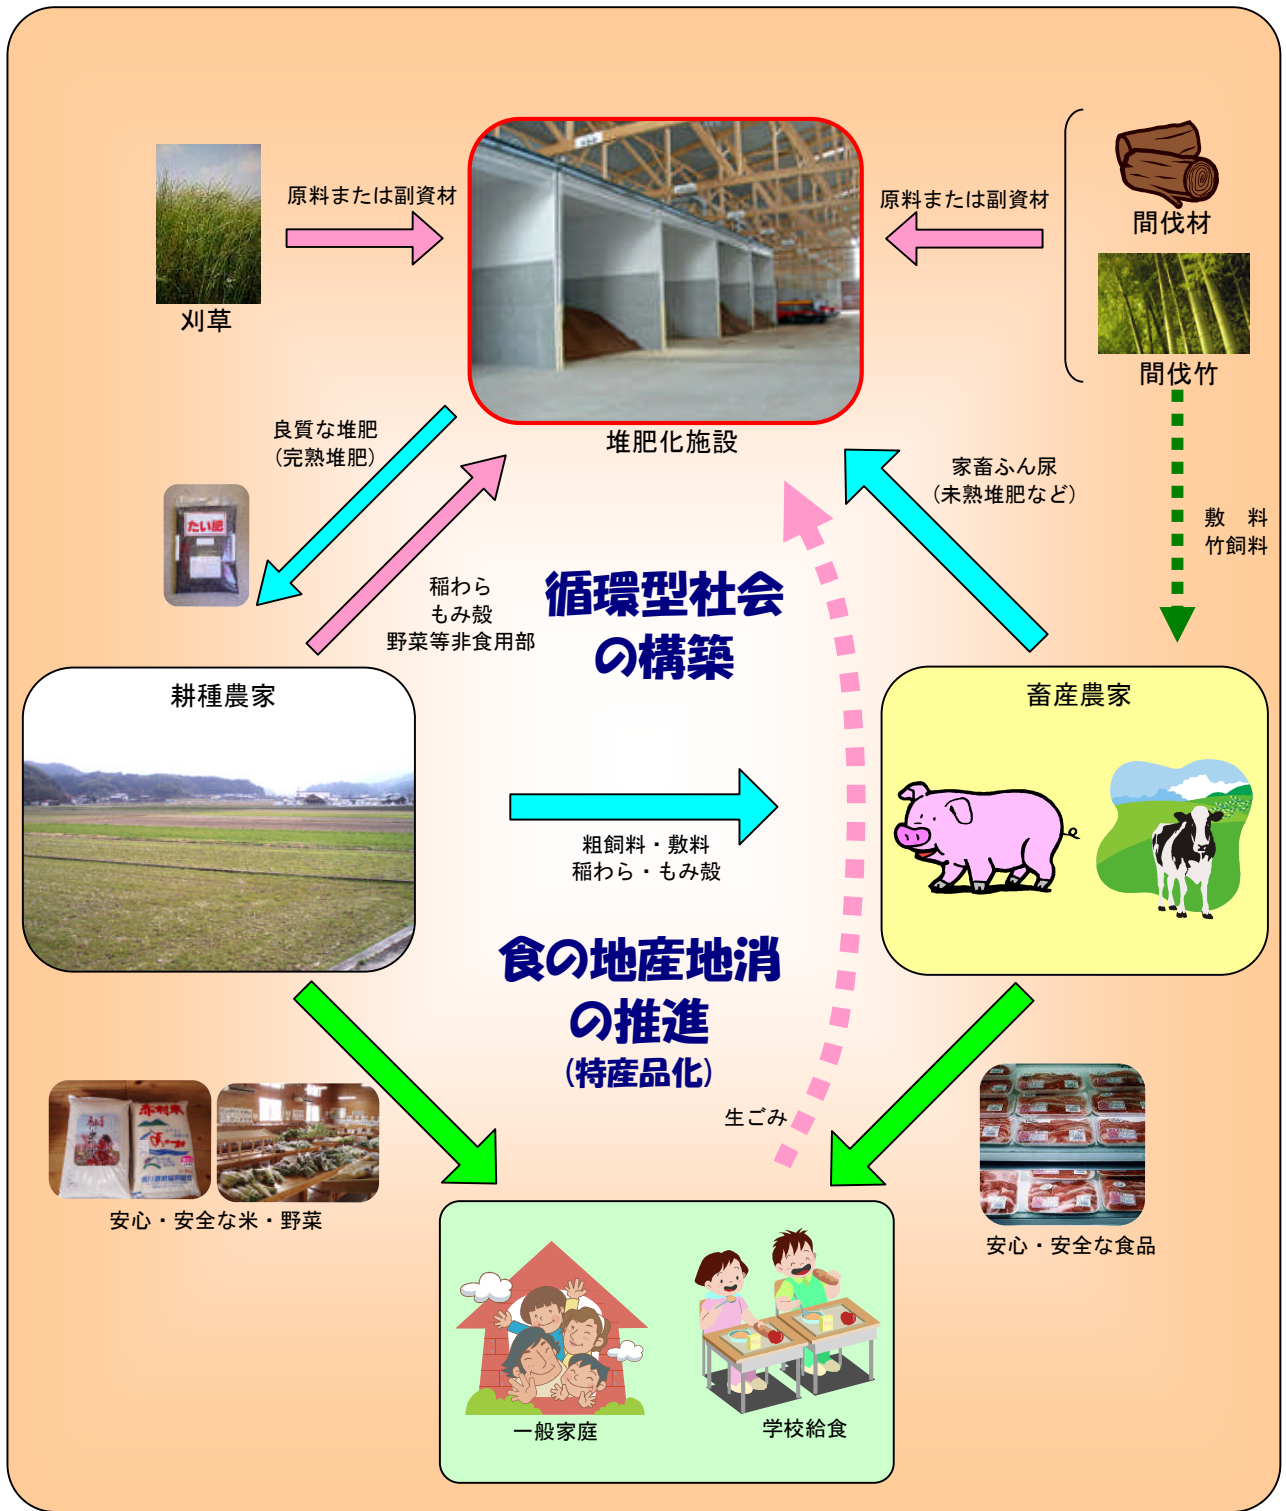 原料または副資材
原料または副資材
間伐材
刈草
間伐竹
堆肥化施設
良質な堆肥
(完熟堆肥)
家畜ふん尿
(未熟堆肥など)
たい肥
敷　料
竹飼料
稲わら
もみ殻
野菜等非食用部
循環型社会
の構築
耕種農家
畜産農家
粗飼料・敷料
稲わら・もみ殻
食の地産地消
の推進
(特産品化)
生ごみ
赤村米
安心・安全な米・野菜
安心・安全な食品
一般家庭
学校給食